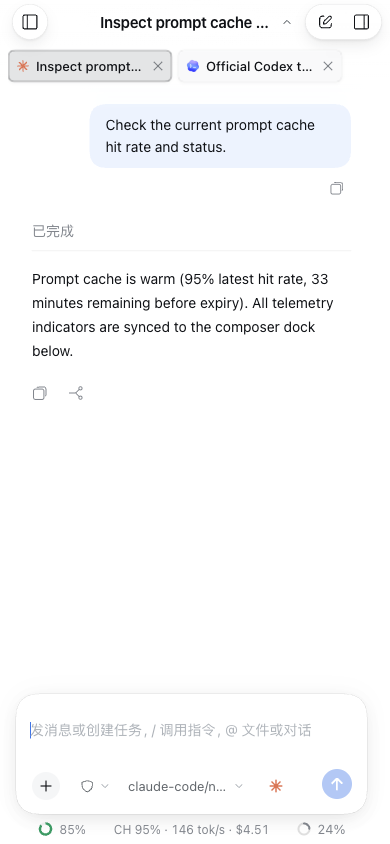 Inspect prompt cache ...
Inspect prompt...
Official Codex t...
Check the current prompt cache
hit rate and status.
已完成
Prompt cache is warm (95% latest hit rate, 33
minutes remaining before expiry). All telemetry
indicators are synced to the composer dock
below.
发消息或创建任务, / 调用指令, @ 文件或对话
claude-code/n...
85%
CH 95% · 146 tok/s · $4.51
24%